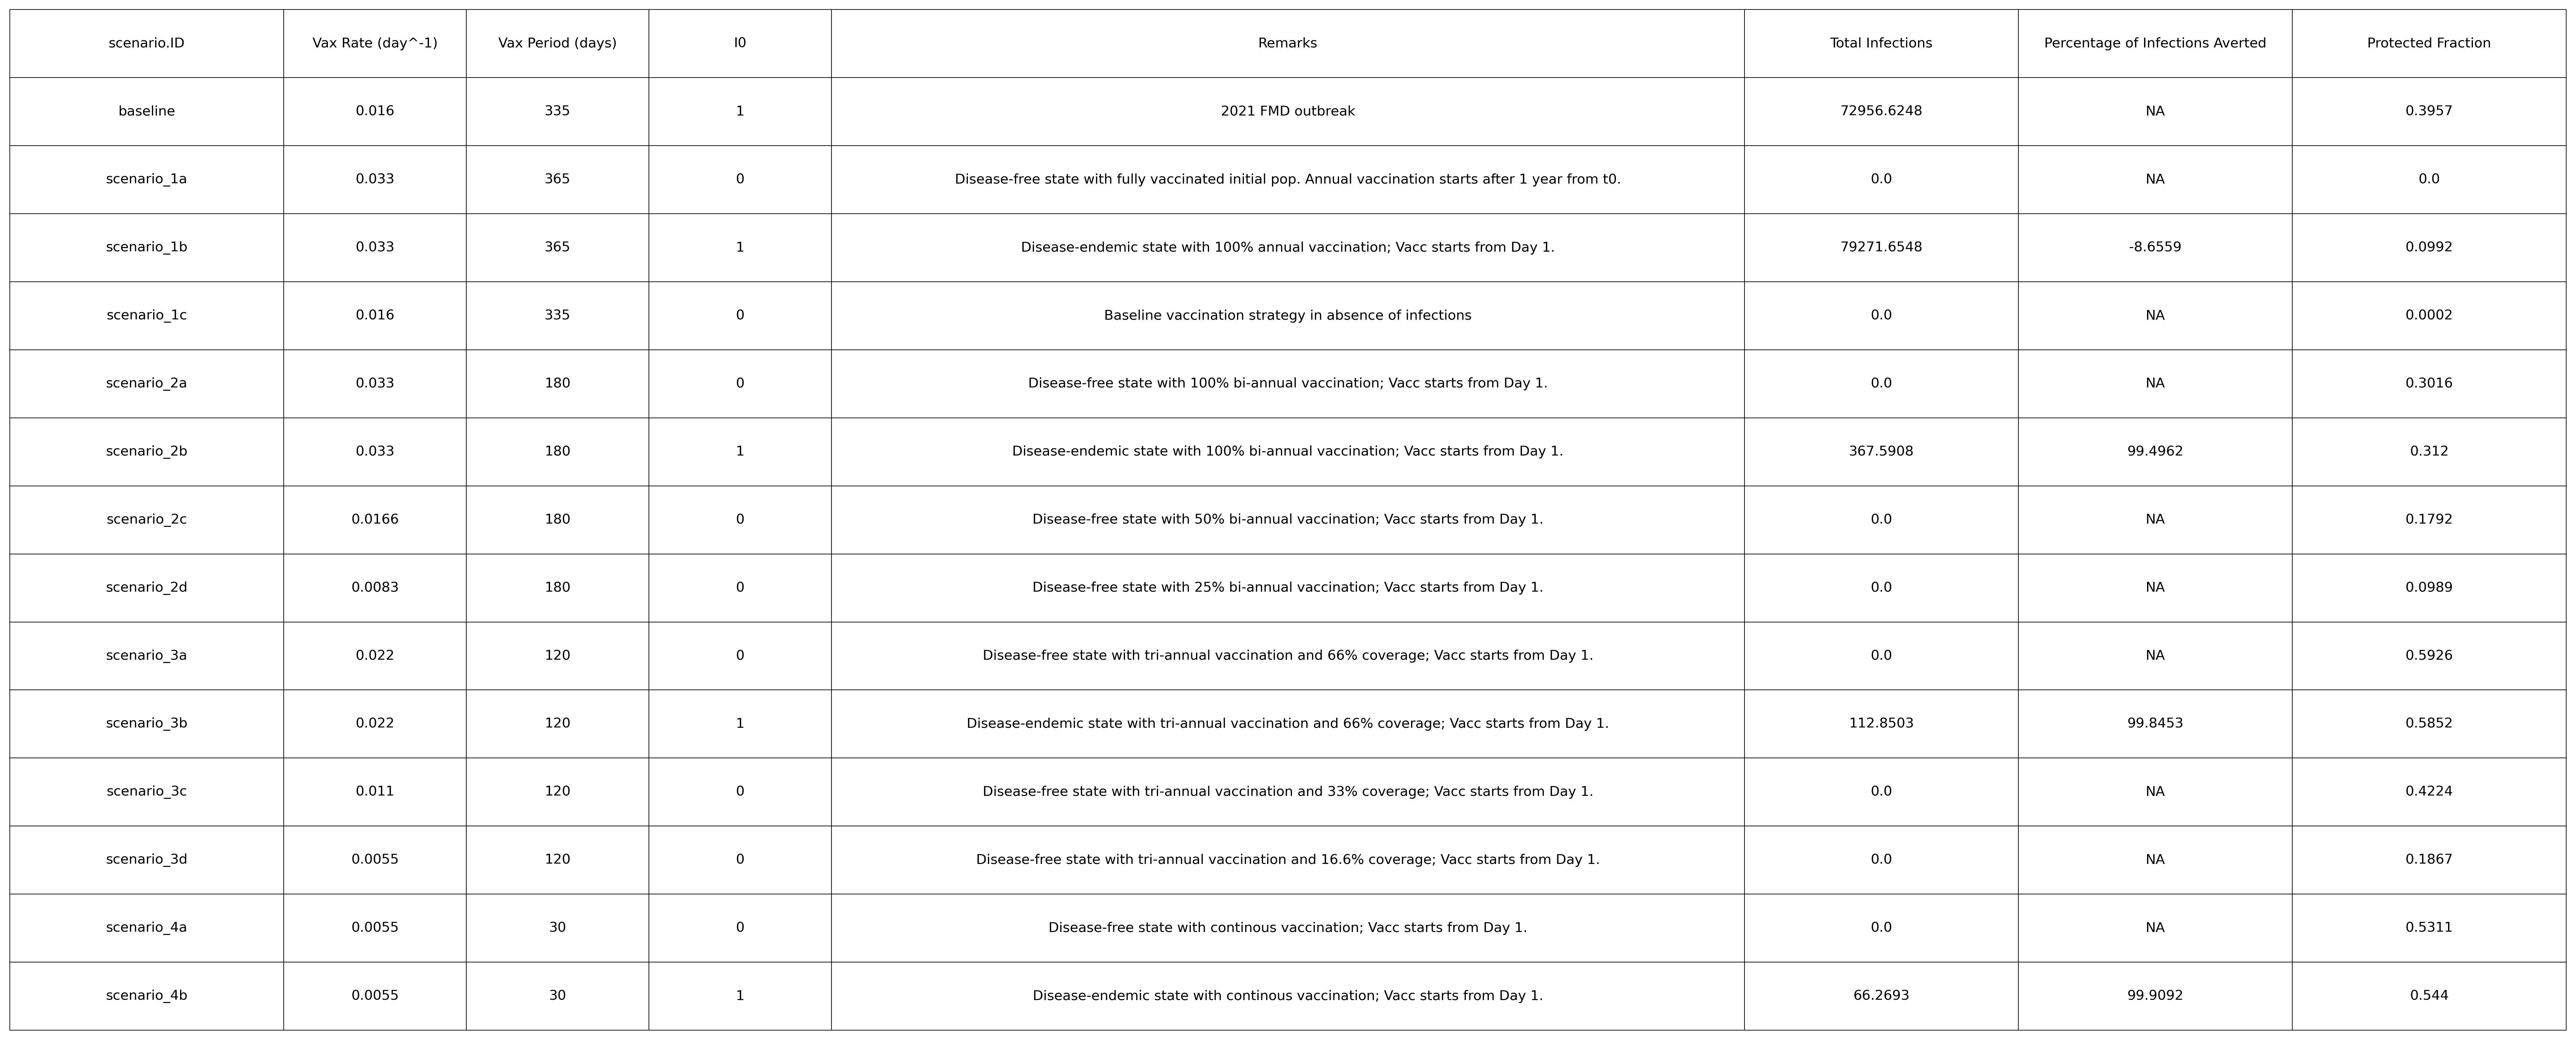 scenario.ID Vax Rate (day^-1) Vax Period (days) I0 Remarks Total Infections Percentage of Infections Averted Protected Fraction
baseline 0.016 335 1 2021 FMD outbreak 72956.6248 NA 0.3957
scenario_1a 0.033 365 0 Disease-free state with fully vaccinated initial pop. Annual vaccination starts after 1 year from t0. 0.0 NA 0.0
scenario_1b 0.033 365 1 Disease-endemic state with 100% annual vaccination; Vacc starts from Day 1. 79271.6548 -8.6559 0.0992
scenario_1c 0.016 335 0 Baseline vaccination strategy in absence of infections 0.0 NA 0.0002
scenario_2a 0.033 180 0 Disease-free state with 100% bi-annual vaccination; Vacc starts from Day 1. 0.0 NA 0.3016
scenario_2b 0.033 180 1 Disease-endemic state with 100% bi-annual vaccination; Vacc starts from Day 1. 367.5908 99.4962 0.312
scenario_2c 0.0166 180 0 Disease-free state with 50% bi-annual vaccination; Vacc starts from Day 1. 0.0 NA 0.1792
scenario_2d 0.0083 180 0 Disease-free state with 25% bi-annual vaccination; Vacc starts from Day 1. 0.0 NA 0.0989
scenario_3a 0.022 120 0 Disease-free state with tri-annual vaccination and 66% coverage; Vacc starts from Day 1. 0.0 NA 0.5926
scenario_3b 0.022 120 1 Disease-endemic state with tri-annual vaccination and 66% coverage; Vacc starts from Day 1. 112.8503 99.8453 0.5852
scenario_3c 0.011 120 0 Disease-free state with tri-annual vaccination and 33% coverage; Vacc starts from Day 1. 0.0 NA 0.4224
scenario_3d 0.0055 120 0 Disease-free state with tri-annual vaccination and 16.6% coverage; Vacc starts from Day 1. 0.0 NA 0.1867
scenario_4a 0.0055 30 0 Disease-free state with continous vaccination; Vacc starts from Day 1. 0.0 NA 0.5311
scenario_4b 0.0055 30 1 Disease-endemic state with continous vaccination; Vacc starts from Day 1. 66.2693 99.9092 0.544